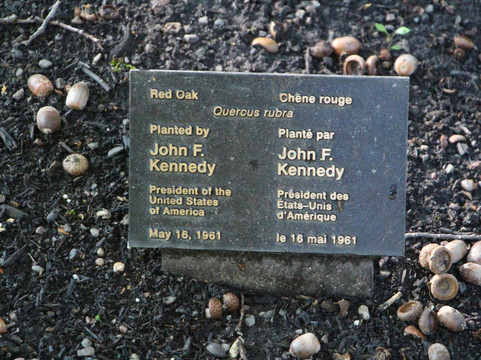 Red Oak
Chêne rouge
Quercus rubra
Planted by
John F.
Kennedy
President of the
United States
of America
May 16, 1961
Planté par
John F.
Kennedy
Président des
États–Unis
d'Amérique
le 16 mai 1961